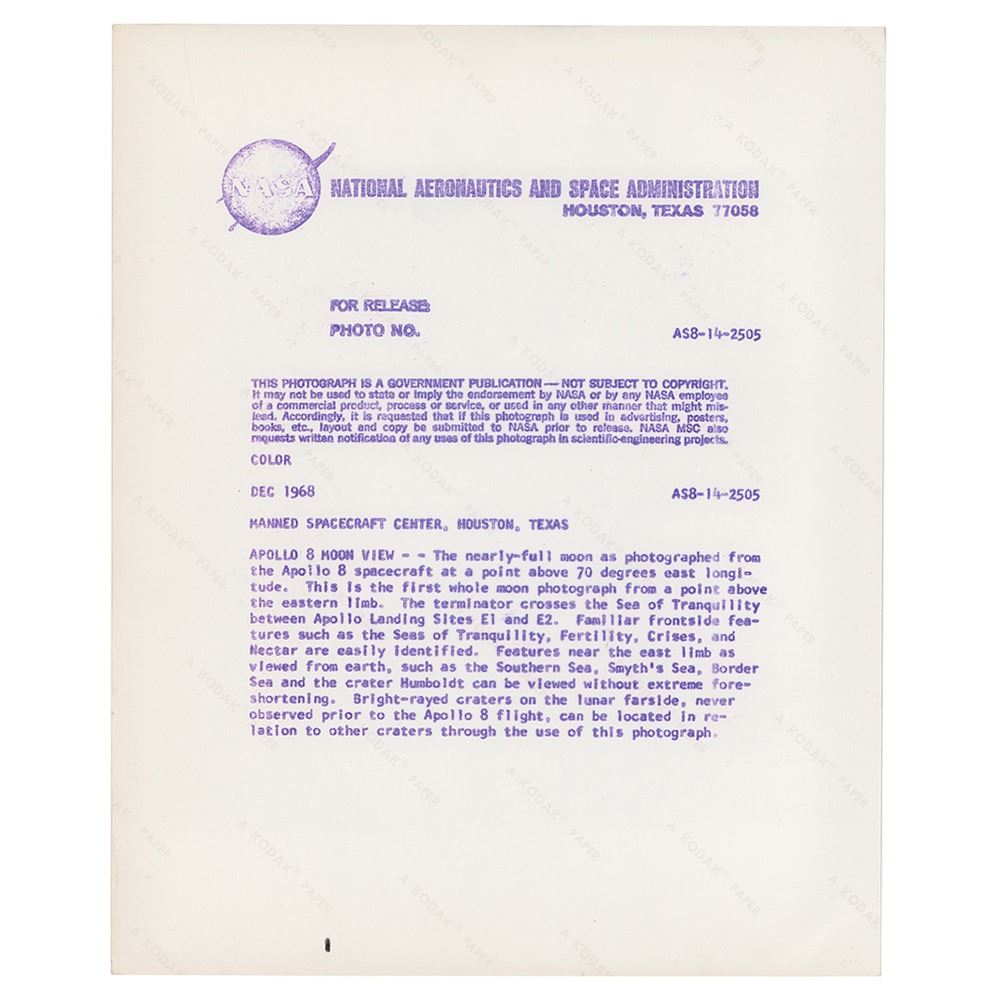 NASA
NATIONAL AERONAUTICS AND SPACE ADMINISTRATION
HOUSTON, TEXAS 77058
FOR RELEASE:
PHOTO NO. AS8-14-2505
THIS PHOTOGRAPH IS A GOVERNMENT PUBLICATION — NOT SUBJECT TO COPYRIGHT.
It may not be used to state or imply the endorsement by NASA or by any NASA employee
of a commercial product, process or service, or used in any other manner that might mis-
lead. Accordingly, it is requested that if this photograph is used in advertising, posters,
books, etc., layout and copy be submitted to NASA prior to release. NASA MSC also
requests written notification of any uses of this photograph in scientific-engineering projects.
COLOR
DEC 1968 AS8-14-2505
MANNED SPACECRAFT CENTER, HOUSTON, TEXAS
APOLLO 8 MOON VIEW - - The nearly-full moon as photographed from
the Apollo 8 spacecraft at a point above 70 degrees east longi-
tude. This is the first whole moon photograph from a point above
the eastern limb. The terminator crosses the Sea of Tranquility
between Apollo Landing Sites E1 and E2. Familiar frontside fea-
tures such as the Seas of Tranquility, Fertility, Crises, and
Nectar are easily identified. Features near the east limb as
viewed from earth, such as the Southern Sea, Smyth's Sea, Border
Sea and the crater Humboldt can be viewed without extreme fore-
shortening. Bright-rayed craters on the lunar farside, never
observed prior to the Apollo 8 flight, can be located in re-
lation to other craters through the use of this photograph.
A KODAK® PAPER